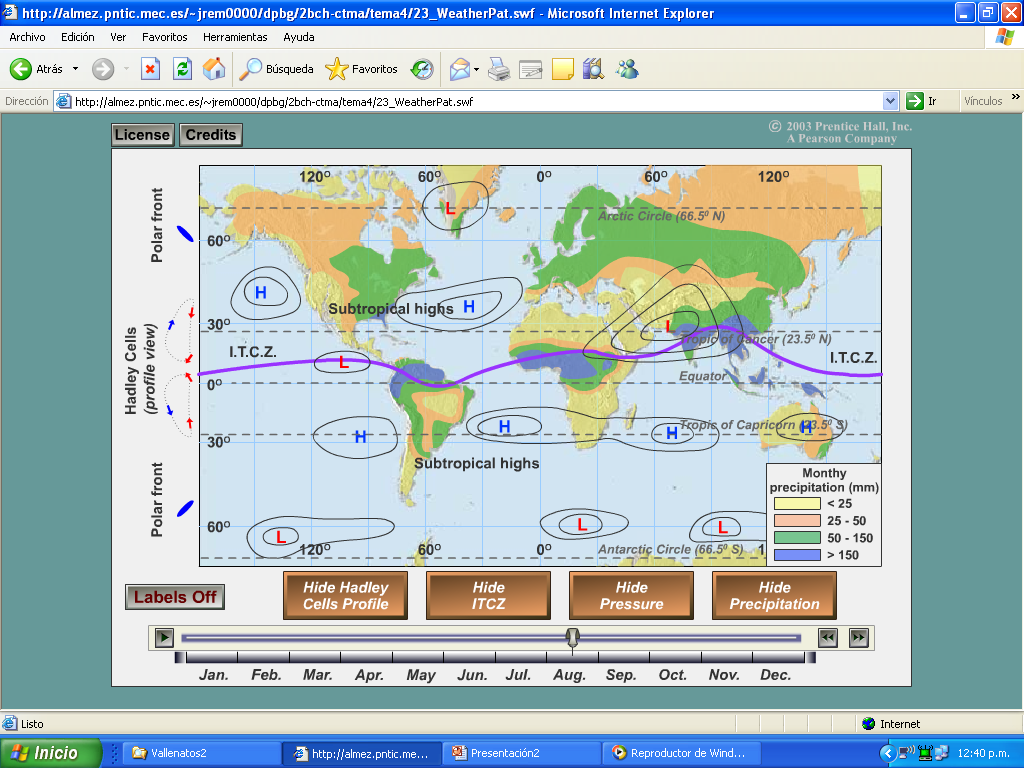 http://almez.pntic.mec.es/~jrem0000/dpbg/2bch-ctma/tema4/23_WeatherPat.swf - Microsoft Internet Explorer
Archivo Edición Ver Favoritos Herramientas Ayuda
Atrás Búsqueda Favoritos
Dirección http://almez.pntic.mec.es/~jrem0000/dpbg/2bch-ctma/tema4/23_WeatherPat.swf Ir Vínculos »
License Credits
© 2003 Prentice Hall, Inc.
A Pearson Company
120° 60° 0° 60° 120°
Polar front
L
Arctic Circle (66.5⁰ N)
60°
H
Subtropical highs
H
30°
L
Tropic of Cancer (23.5⁰ N)
Hadley Cells
(profile view)
I.T.C.Z.
L
I.T.C.Z.
Equator
0°
Tropic of Capricorn (23.5⁰ S)
H H H H
30°
Subtropical highs
Polar front
60°
L L L
120° 60° 0°
Antarctic Circle (66.5⁰ S)
1
Monthy
precipitation (mm)
< 25
25 - 50
50 - 150
> 150
Labels Off
Hide Hadley
Cells Profile
Hide
ITCZ
Hide
Pressure
Hide
Precipitation
Jan. Feb. Mar. Apr. May Jun. Jul. Aug. Sep. Oct. Nov. Dec.
Listo Internet
Inicio Vallenatos2 http://almez.pntic.me... Presentación2 Reproductor de Wind... 12:40 p.m.